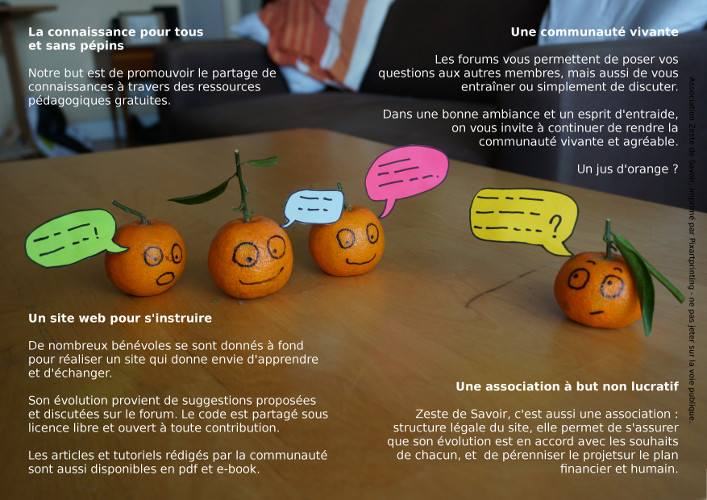 La connaissance pour tous
et sans pépins
Notre but est de promouvoir le partage de
connaissances à travers des ressources
pédagogiques gratuites.
Une communauté vivante
Les forums vous permettent de poser vos
questions aux autres membres, mais aussi de vous
entraîner ou simplement de discuter.
Dans une bonne ambiance et un esprit d'entraide,
on vous invite à continuer de rendre la
communauté vivante et agréable.
Un jus d'orange ?
!
?
Un site web pour s'instruire
De nombreux bénévoles se sont donnés à fond
pour réaliser un site qui donne envie d'apprendre
et d'échanger.
Son évolution provient de suggestions proposées
et discutées sur le forum. Le code est partagé sous
licence libre et ouvert à toute contribution.
Les articles et tutoriels rédigés par la communauté
sont aussi disponibles en pdf et e-book.
Une association à but non lucratif
Zeste de Savoir, c'est aussi une association :
structure légale du site, elle permet de s'assurer
que son évolution est en accord avec les souhaits
de chacun, et  de pérenniser le projetsur le plan
financier et humain.
Association Zeste de Savoir, imprimé par Pixartprinting - ne pas jeter sur la voie publique.